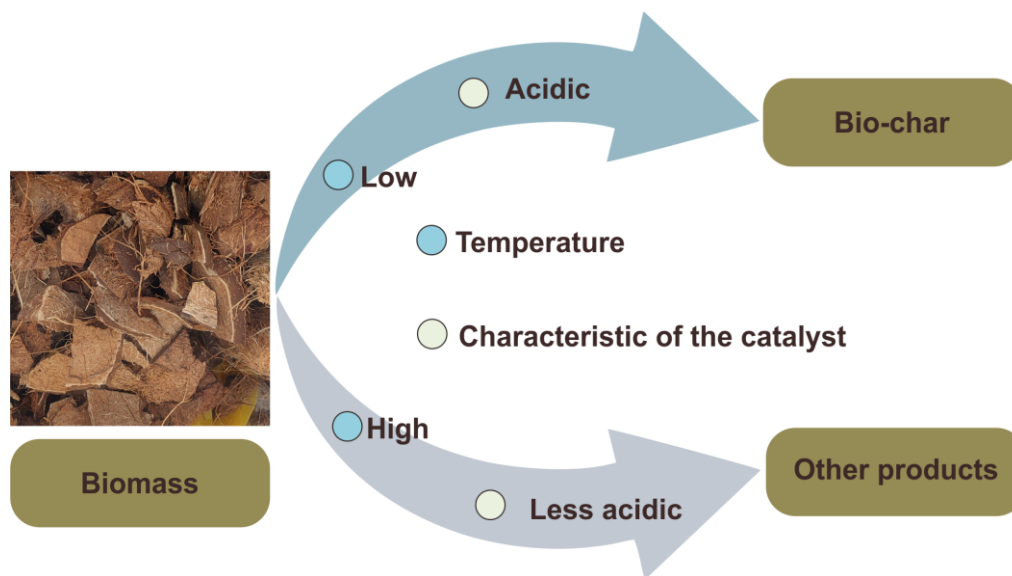 Acidic
Bio-char
Low
Temperature
Characteristic of the catalyst
High
Other products
Biomass
Less acidic